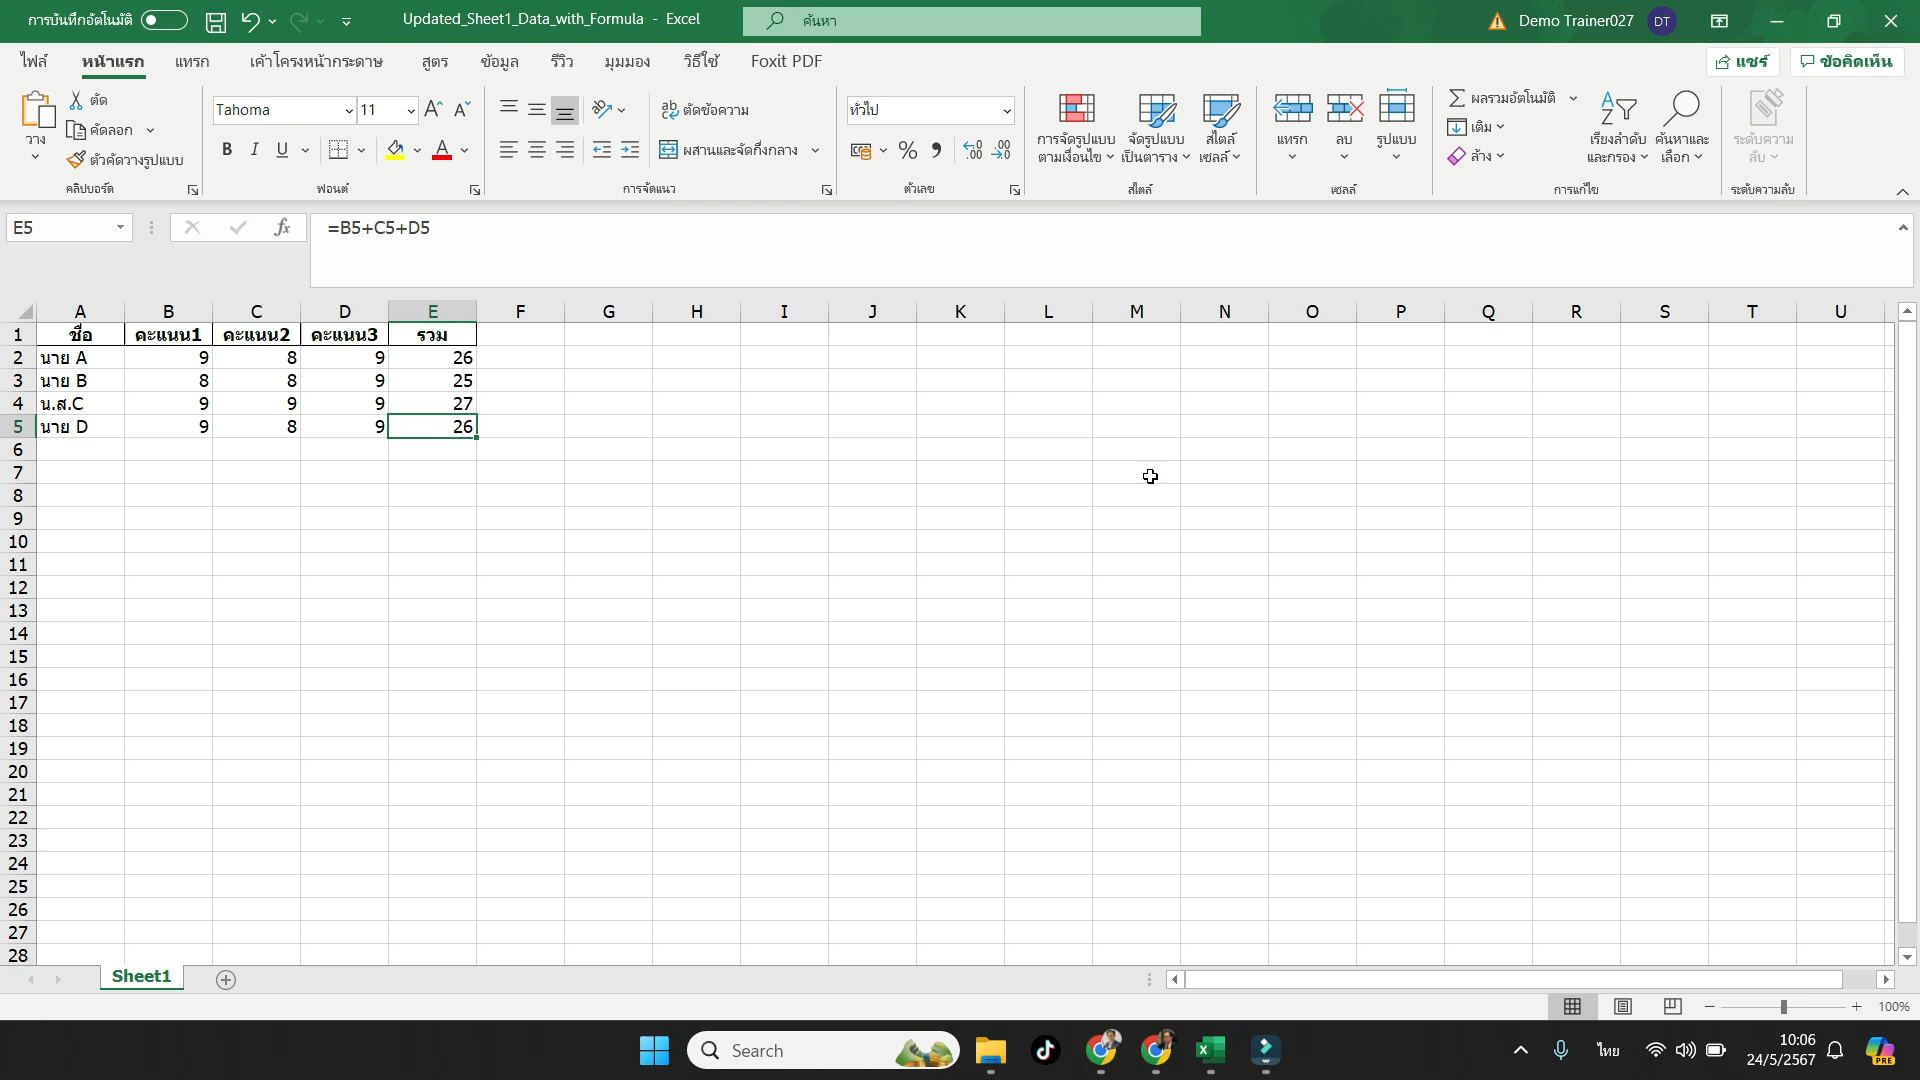 การบันทึกอัตโนมัติ
Updated_Sheet1_Data_with_Formula - Excel
ค้นหา
Demo Trainer027
DT
ไฟล์ หน้าแรก แทรก เค้าโครงหน้ากระดาษ สูตร ข้อมูล รีวิว มุมมอง วิธีใช้ Foxit PDF
แชร์
ข้อคิดเห็น
วาง
ตัด
คัดลอก
ตัวคัดวางรูปแบบ
คลิปบอร์ด
Tahoma 11
B I U
ฟอนต์
ตัดข้อความ
ผสานและจัดกึ่งกลาง
การจัดแนว
ทั่วไป
ตัวเลข
การจัดรูปแบบ
ตามเงื่อนไข
จัดรูปแบบ
เป็นตาราง
สไตล์
เซลล์
สไตล์
แทรก ลบ รูปแบบ
เซลล์
ผลรวมอัตโนมัติ
เติม
ล้าง
เรียงลำดับ
และกรอง
ค้นหาและ
เลือก
การแก้ไข
ระดับความ
ลับ
ระดับความลับ
E5
fx
=B5+C5+D5
A B C D E F G H I J K L M N O P Q R S T U
1 ชื่อ คะแนน1 คะแนน2 คะแนน3 รวม
2 นาย A 9 8 9 26
3 นาย B 8 8 9 25
4 น.ส.C 9 9 9 27
5 นาย D 9 8 9 26
6
7
8
9
10
11
12
13
14
15
16
17
18
19
20
21
22
23
24
25
26
27
28
Sheet1
100%
Search
ไทย
10:06
24/5/2567
PRE